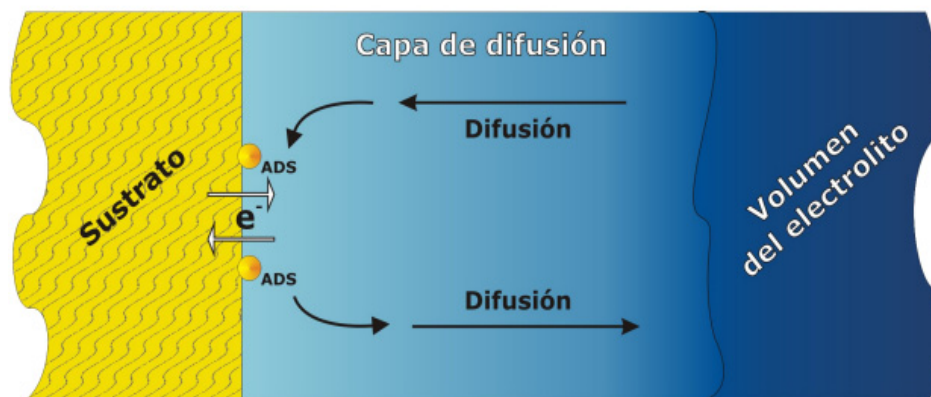 Capa de difusión
Difusión
ADS
Sustrato
e-
ADS
Difusión
Volumen
del electrolito